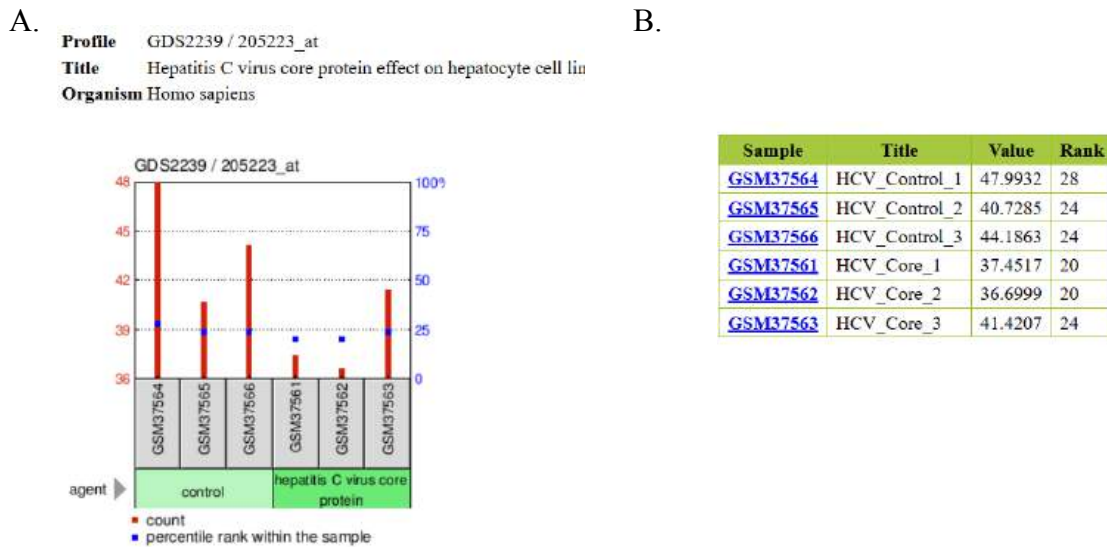 A.
Profile GDS2239 / 205223_at
Title Hepatitis C virus core protein effect on hepatocyte cell lin
Organism Homo sapiens
GDS2239 / 205223_at
48 100%
45 75
42 50
39 25
36 0
GSM37564 GSM37565 GSM37566 GSM37561 GSM37562 GSM37563
agent control hepatitis C virus core protein
count
percentile rank within the sample
B.
Sample Title Value Rank
GSM37564 HCV_Control_1 47.9932 28
GSM37565 HCV_Control_2 40.7285 24
GSM37566 HCV_Control_3 44.1863 24
GSM37561 HCV_Core_1 37.4517 20
GSM37562 HCV_Core_2 36.6999 20
GSM37563 HCV_Core_3 41.4207 24